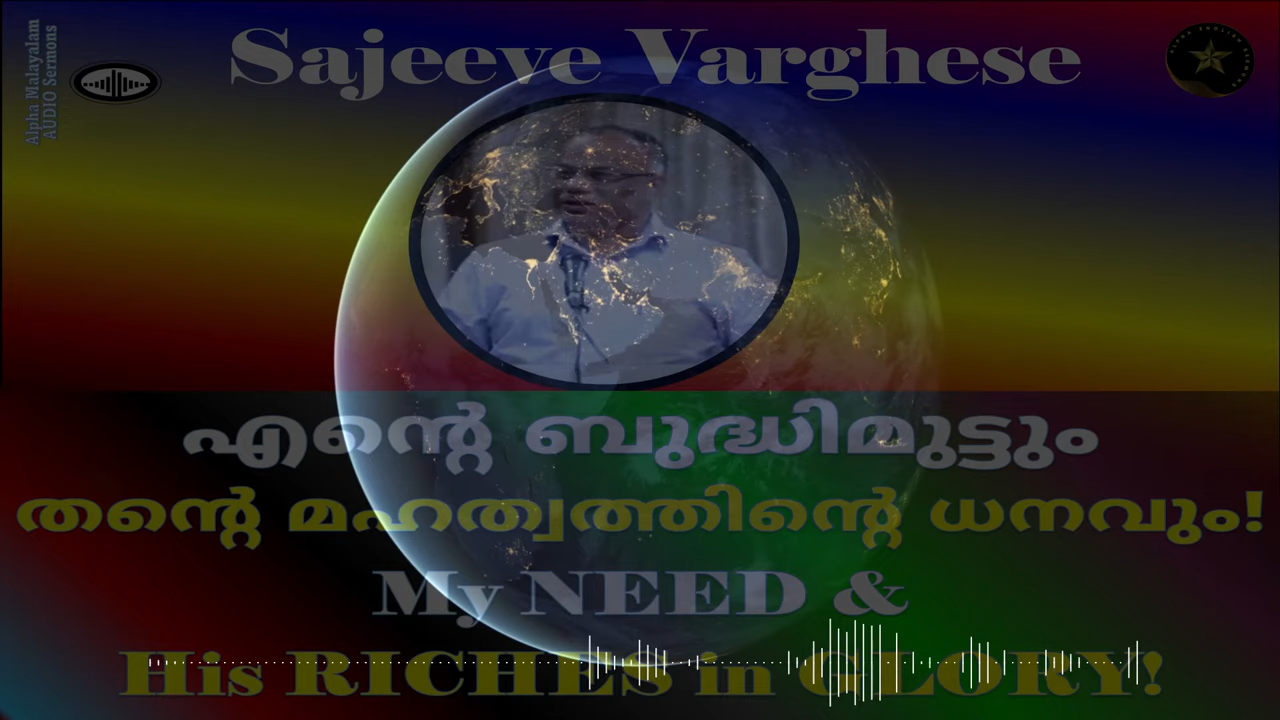 Alpha Malayalam
AUDIO Sermons
Sajeeve Varghese
എന്റെ ബുദ്ധിമുട്ടും
തന്റെ മഹത്വത്തിന്റെ ധനവും!
My NEED &
His RICHES in GLORY!